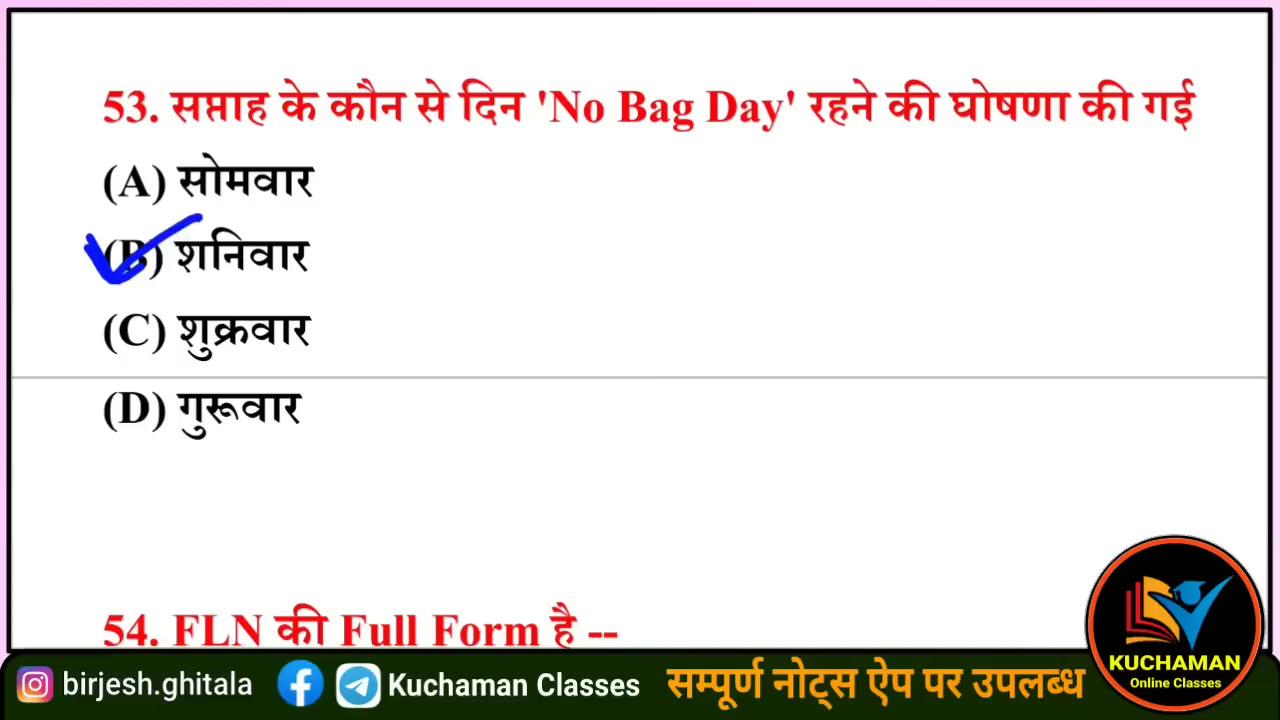 53. सप्ताह के कौन से दिन 'No Bag Day' रहने की घोषणा की गई
(A) सोमवार
(B) शनिवार
(C) शुक्रवार
(D) गुरूवार
54. FLN की Full Form है --
KUCHAMAN
Online Classes
birjesh.ghitala Kuchaman Classes सम्पूर्ण नोट्स ऐप पर उपलब्ध